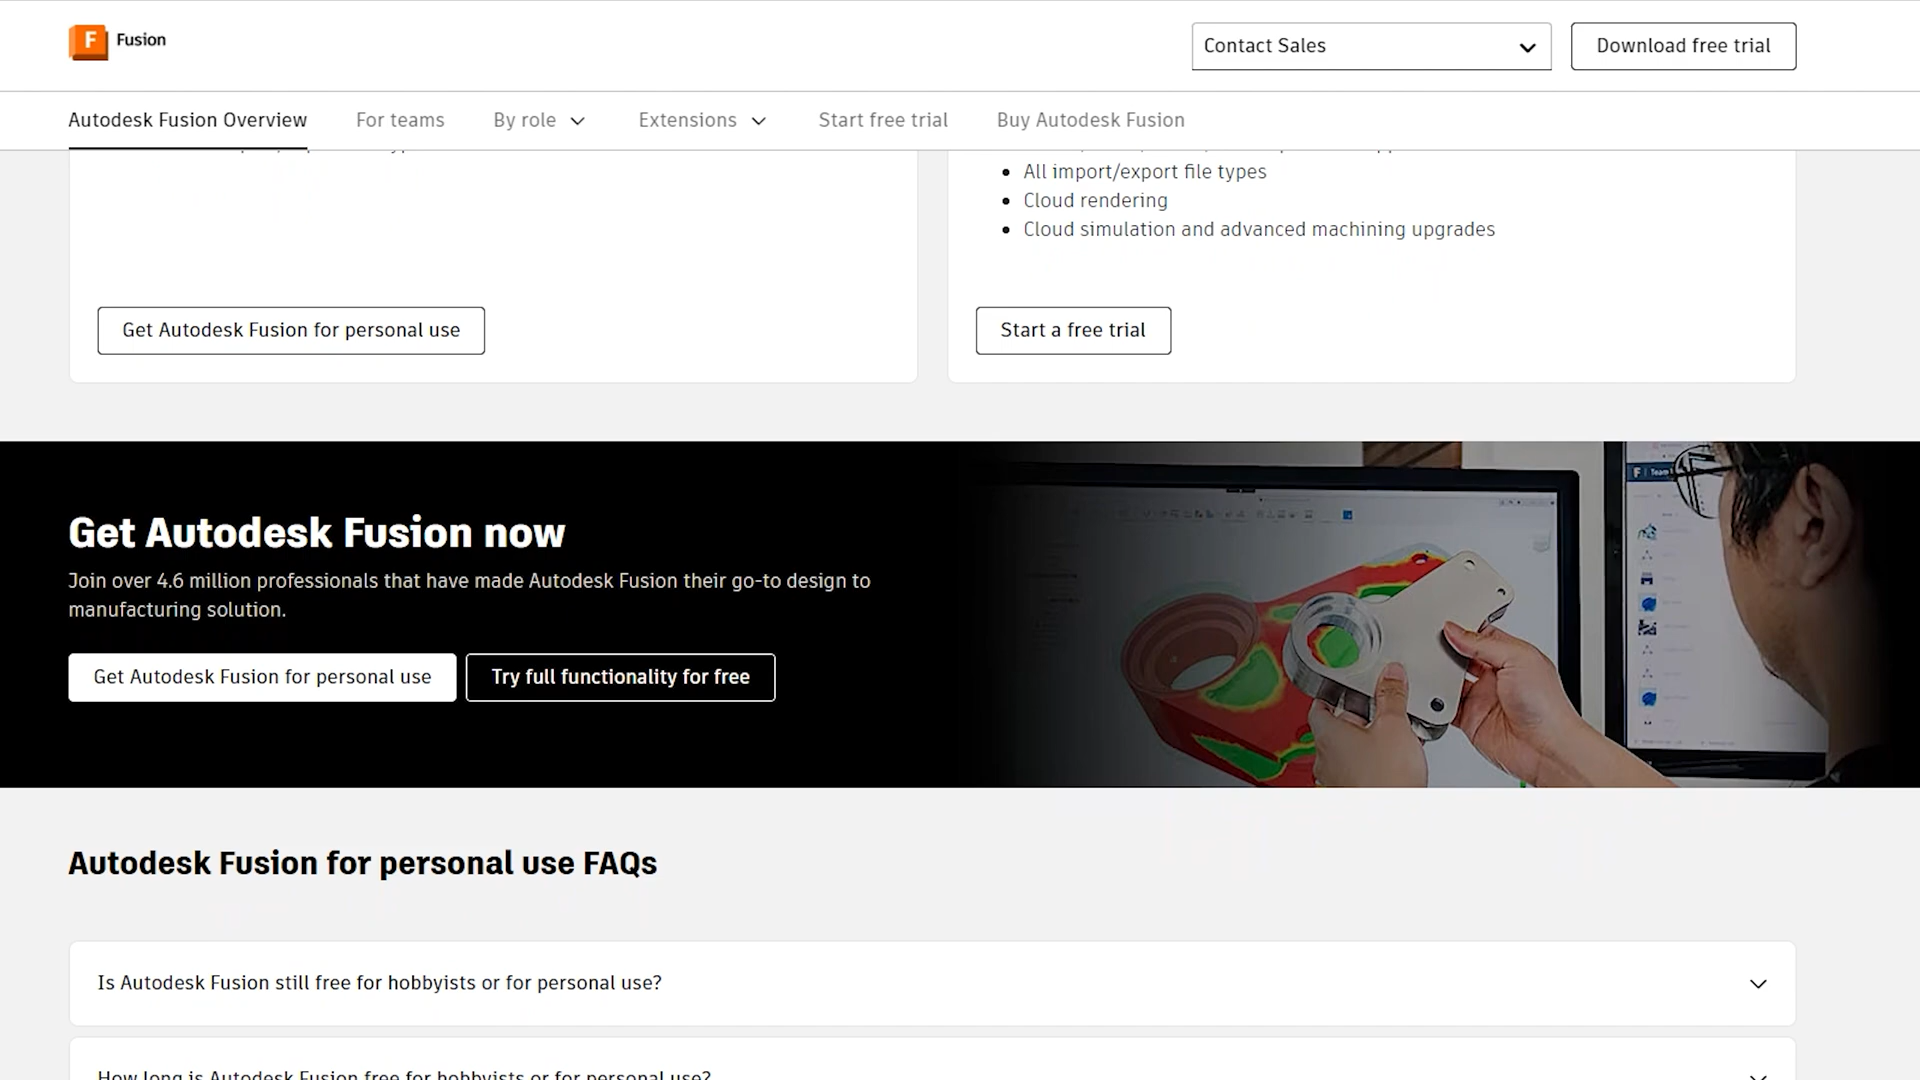 F Fusion
Contact Sales
Download free trial
Autodesk Fusion Overview
For teams
By role
Extensions
Start free trial
Buy Autodesk Fusion
All import/export file types
Cloud rendering
Cloud simulation and advanced machining upgrades
Get Autodesk Fusion for personal use
Start a free trial
Get Autodesk Fusion now
Join over 4.6 million professionals that have made Autodesk Fusion their go-to design to
manufacturing solution.
Get Autodesk Fusion for personal use
Try full functionality for free
F Team
Autodesk Fusion for personal use FAQs
Is Autodesk Fusion still free for hobbyists or for personal use?
How long is Autodesk Fusion free for hobbyists or for personal use?